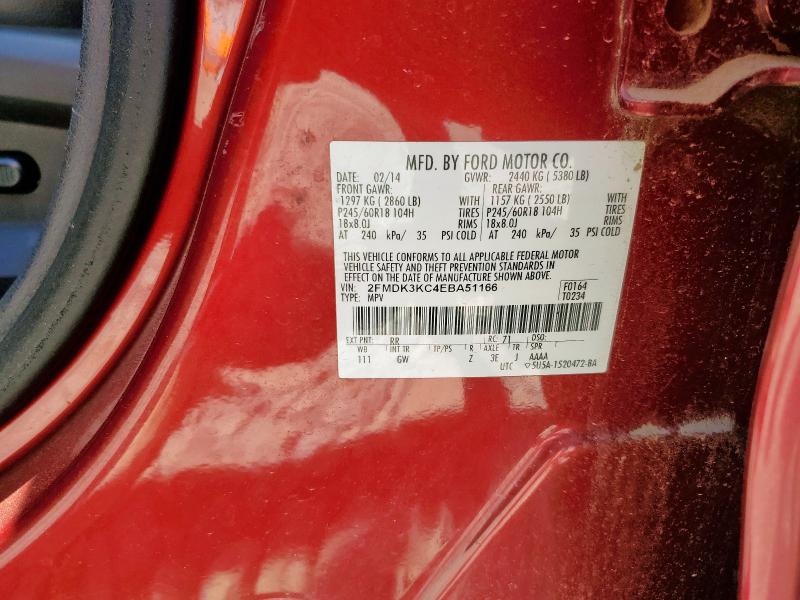 MFD. BY FORD MOTOR CO.
DATE: 02/14 GVWR: 2440 KG ( 5380 LB)
FRONT GAWR: REAR GAWR:
1297 KG ( 2860 LB) WITH 1157 KG ( 2550 LB) WITH
P245/60R18 104H TIRES P245/60R18 104H TIRES
18x8.0J RIMS 18x8.0J RIMS
AT 240 kPa/ 35 PSI COLD AT 240 kPa/ 35 PSI COLD
THIS VEHICLE CONFORMS TO ALL APPLICABLE FEDERAL MOTOR
VEHICLE SAFETY AND THEFT PREVENTION STANDARDS IN
EFFECT ON THE DATE OF MANUFACTURE SHOWN ABOVE.
VIN: 2FMDK3KC4EBA51166 F0164
TYPE: MPV T0234
EXT PNT: RR RC: Z1 DSO:
WB INT TR TP/PS R AXLE TR SPR
111 GW Z 3E J AAAA
UTC 5U5A-1520472-BA